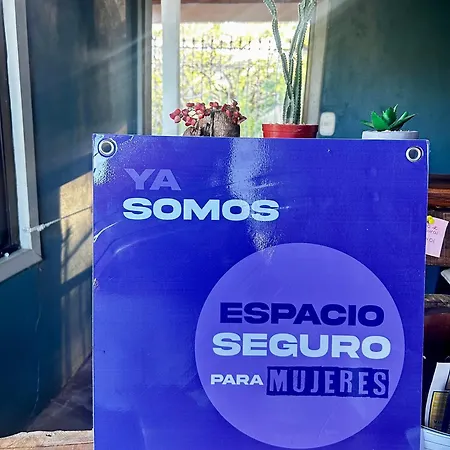 YA
SOMOS
ESPACIO
SEGURO
PARA MUJERES